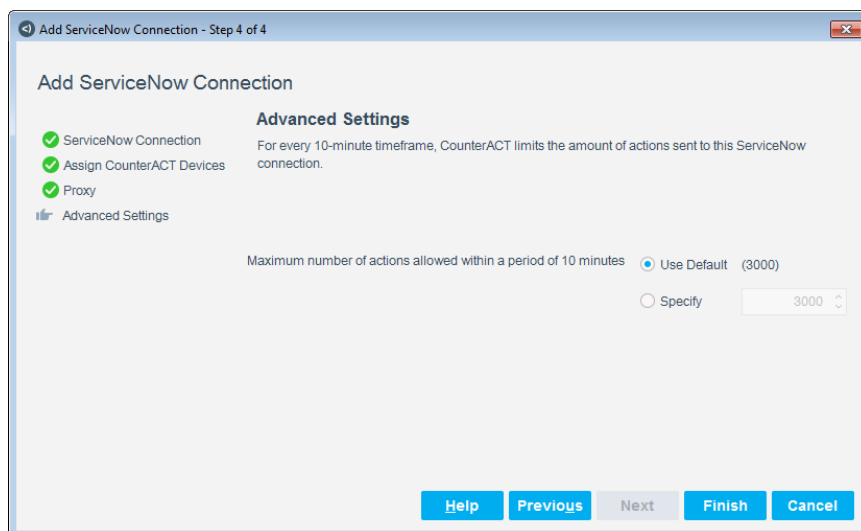 Add ServiceNow Connection - Step 4 of 4
Add ServiceNow Connection
ServiceNow Connection
Assign CounterACT Devices
Proxy
Advanced Settings
Advanced Settings
For every 10-minute timeframe, CounterACT limits the amount of actions sent to this ServiceNow
connection.
Maximum number of actions allowed within a period of 10 minutes
Use Default (3000)
Specify 3000
Help Previous Next Finish Cancel